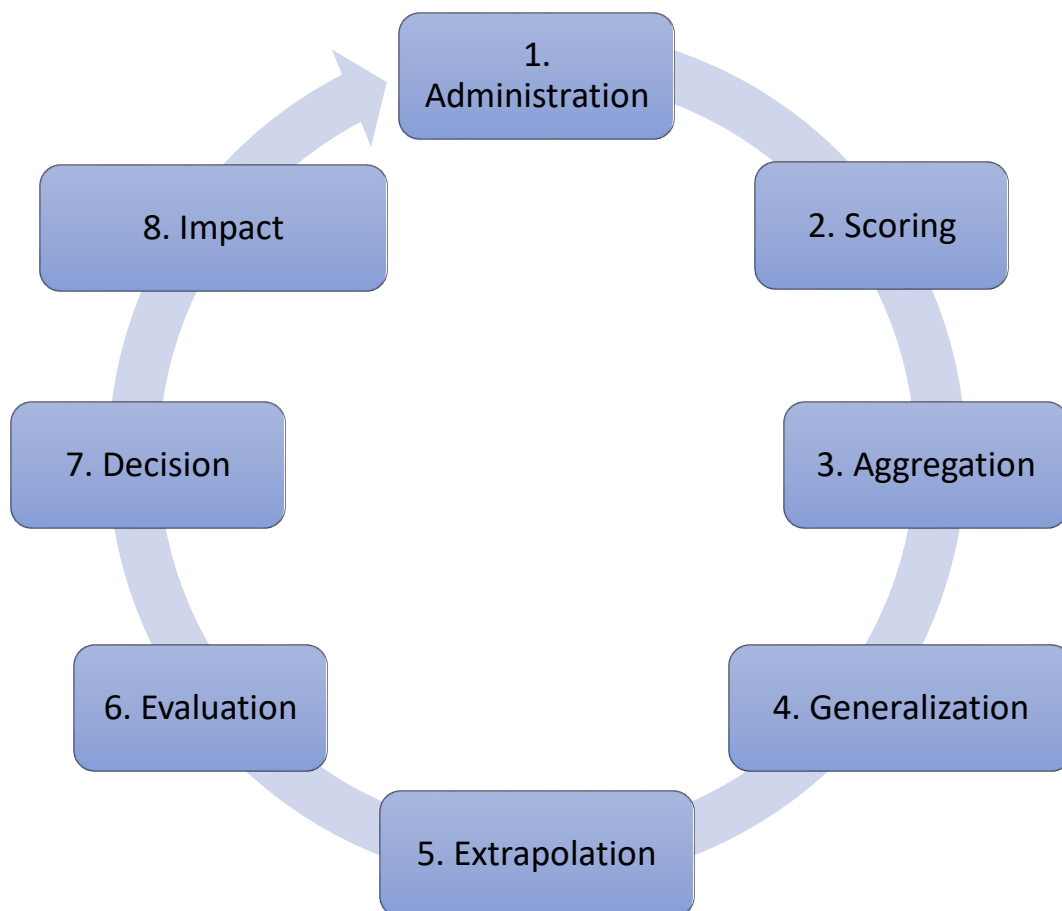 1.
Administration
2. Scoring
3. Aggregation
4. Generalization
5. Extrapolation
6. Evaluation
7. Decision
8. Impact